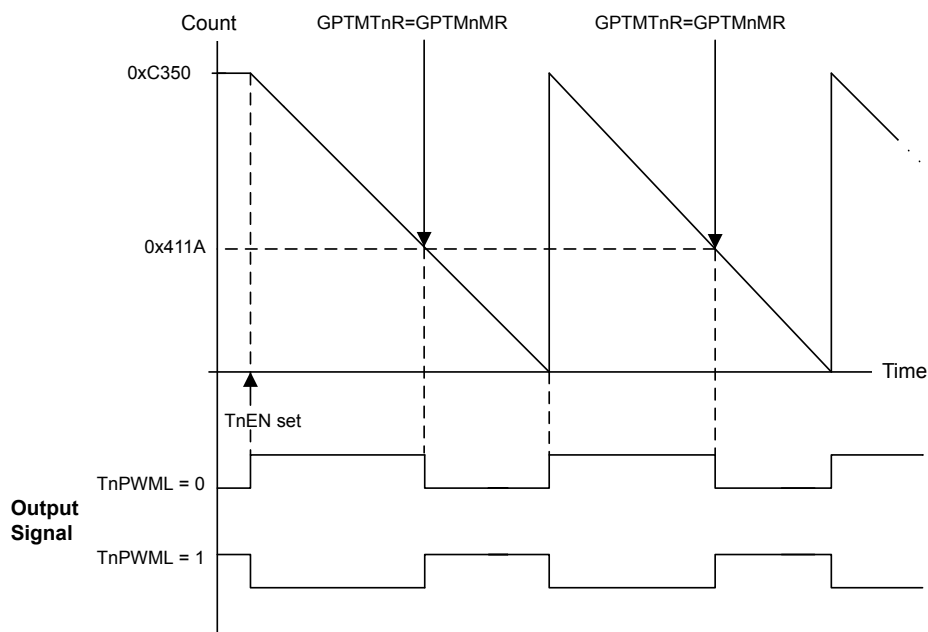 Count
GPTMTnR=GPTMnMR
GPTMTnR=GPTMnMR
0xC350
0x411A
Time
TnEN set
TnPWML = 0
Output
Signal
TnPWML = 1